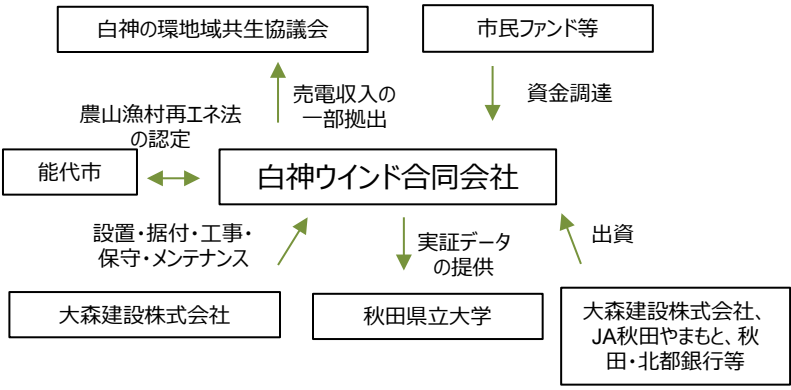 白神の環地域共生協議会
市民ファンド等
売電収入の
一部拠出
資金調達
農山漁村再エネ法
の認定
能代市
白神ウインド合同会社
設置・据付・工事・
保守・メンテナンス
実証データ
の提供
出資
大森建設株式会社
秋田県立大学
大森建設株式会社、
JA秋田やまもと、秋
田・北都銀行等